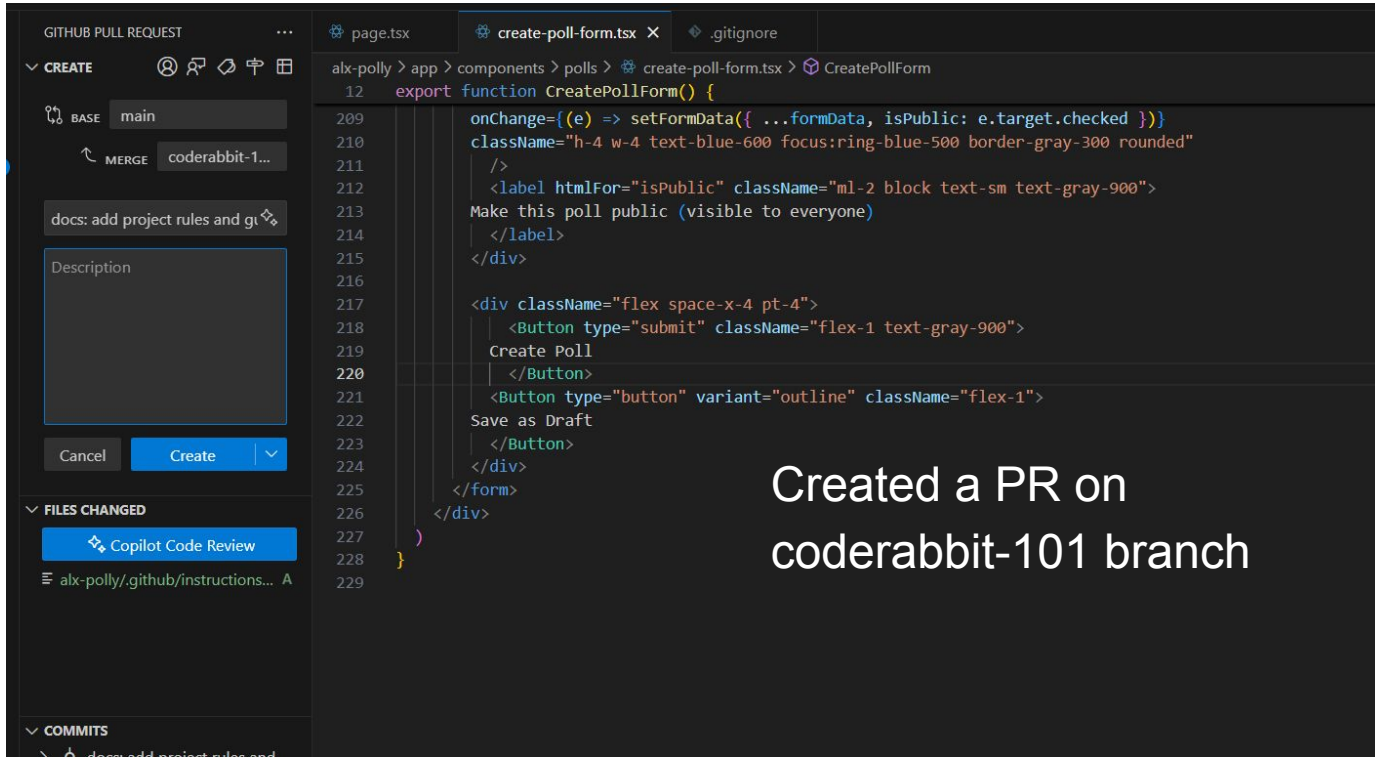 GITHUB PULL REQUEST ...
CREATE
BASE main
MERGE coderabbit-1...
docs: add project rules and gu
Description
Cancel Create
FILES CHANGED
Copilot Code Review
alx-polly/.github/instructions... A
COMMITS
docs: add project rules and
page.tsx create-poll-form.tsx .gitignore
alx-polly > app > components > polls > create-poll-form.tsx > CreatePollForm
12 export function CreatePollForm() {
209 onChange={(e) => setFormData({ ...formData, isPublic: e.target.checked })}
210 className="h-4 w-4 text-blue-600 focus:ring-blue-500 border-gray-300 rounded"
211 />
212 <label htmlFor="isPublic" className="ml-2 block text-sm text-gray-900">
213 Make this poll public (visible to everyone)
214 </label>
215 </div>
216
217 <div className="flex space-x-4 pt-4">
218 <Button type="submit" className="flex-1 text-gray-900">
219 Create Poll
220 </Button>
221 <Button type="button" variant="outline" className="flex-1">
222 Save as Draft
223 </Button>
224 </div>
225 </form>
226 </div>
227 )
228 }
229
Created a PR on
coderabbit-101 branch